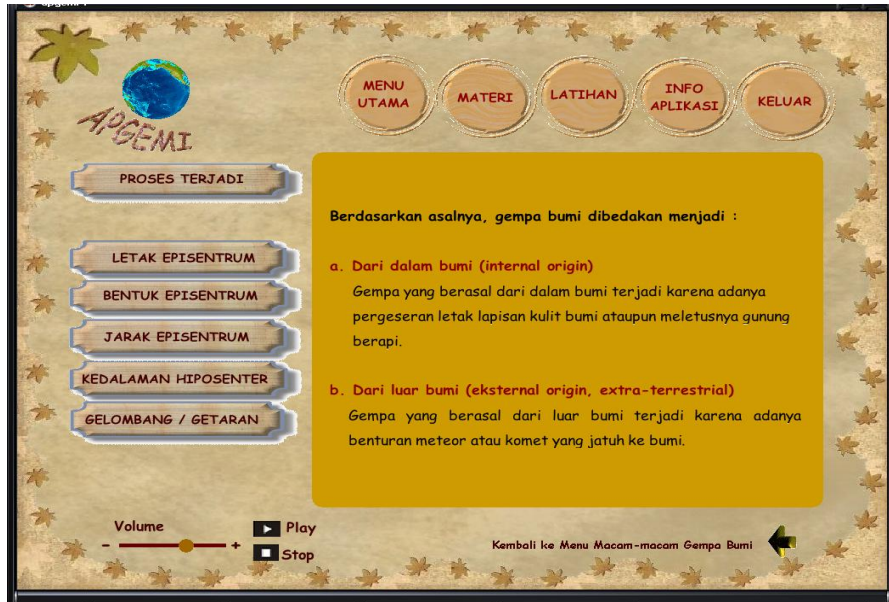 MENU
UTAMA
MATERI
LATIHAN
INFO
APLIKASI
KELUAR
APGEMI
PROSES TERJADI
LETAK EPISENTRUM
BENTUK EPISENTRUM
JARAK EPISENTRUM
KEDALAMAN HIPOSENTER
GELOMBANG / GETARAN
Berdasarkan asalnya, gempa bumi dibedakan menjadi :
a. Dari dalam bumi (internal origin)
Gempa yang berasal dari dalam bumi terjadi karena adanya
pergeseran letak lapisan kulit bumi ataupun meletusnya gunung
berapi.
b. Dari luar bumi (eksternal origin, extra-terrestrial)
Gempa yang berasal dari luar bumi terjadi karena adanya
benturan meteor atau komet yang jatuh ke bumi.
Volume
- +
Play
Stop
Kembali ke Menu Macam-macam Gempa Bumi